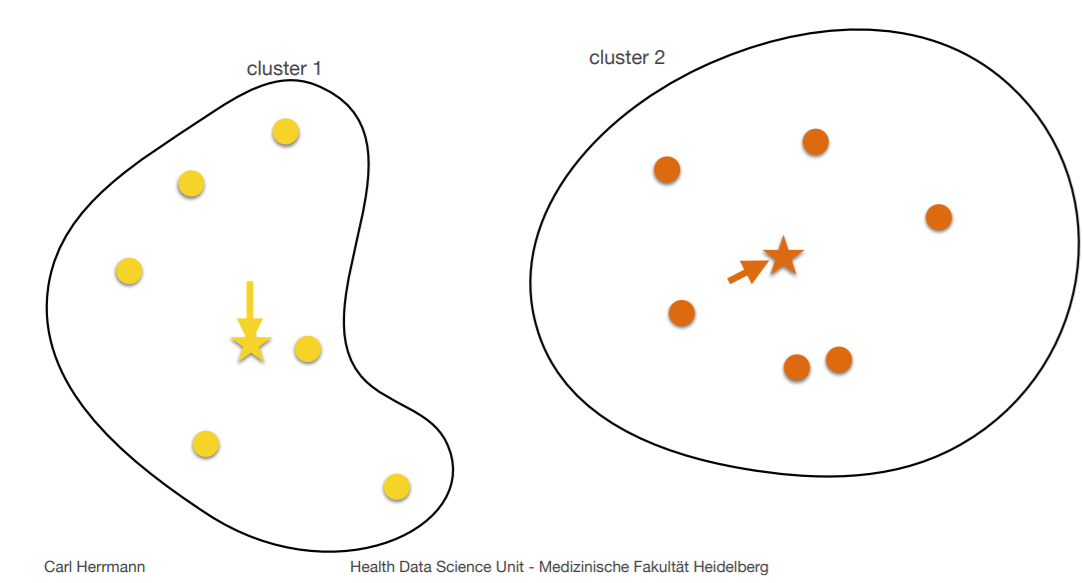 cluster 1
cluster 2
Carl Herrmann
Health Data Science Unit - Medizinische Fakultät Heidelberg